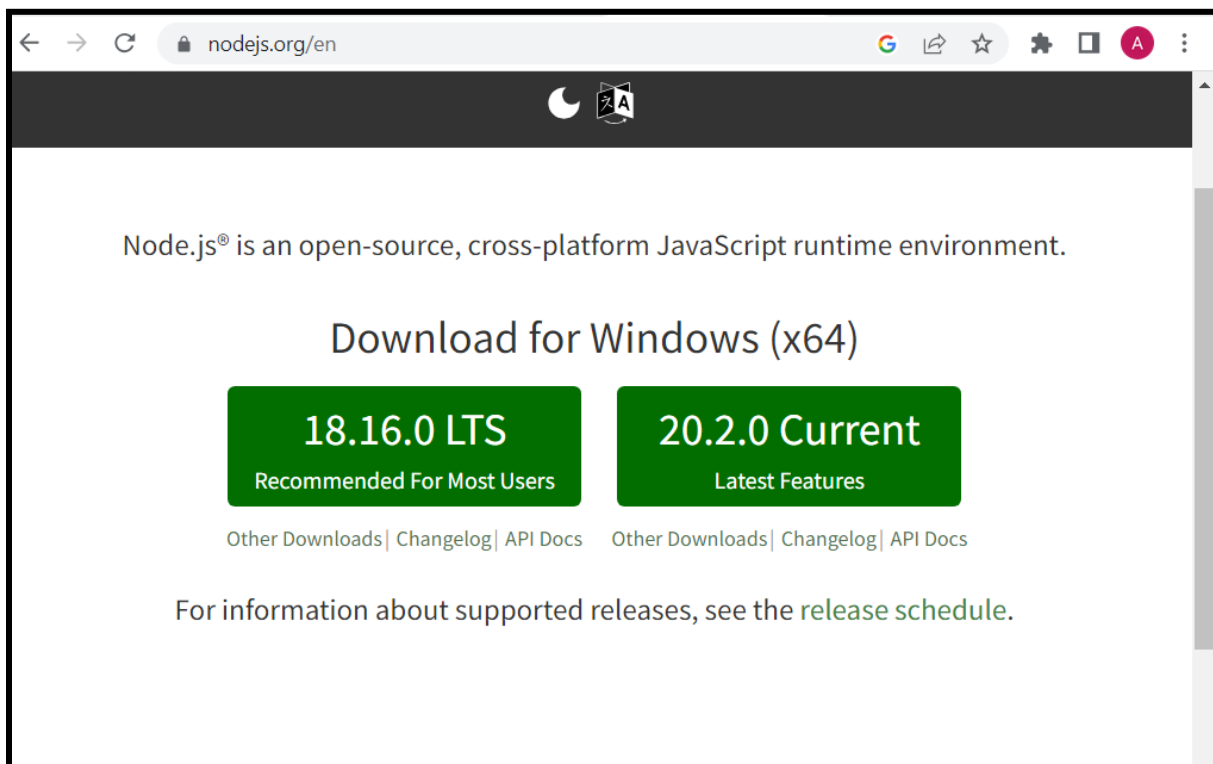 nodejs.org/en
A
Node.js® is an open-source, cross-platform JavaScript runtime environment.
Download for Windows (x64)
18.16.0 LTS
Recommended For Most Users
20.2.0 Current
Latest Features
Other Downloads| Changelog| API Docs
Other Downloads| Changelog| API Docs
For information about supported releases, see the release schedule.